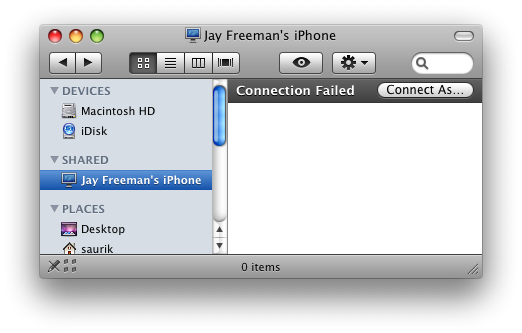 Jay Freeman's iPhone
DEVICES
Macintosh HD
iDisk
SHARED
Jay Freeman's iPhone
PLACES
Desktop
saurik
Connection Failed
Connect As...
0 items